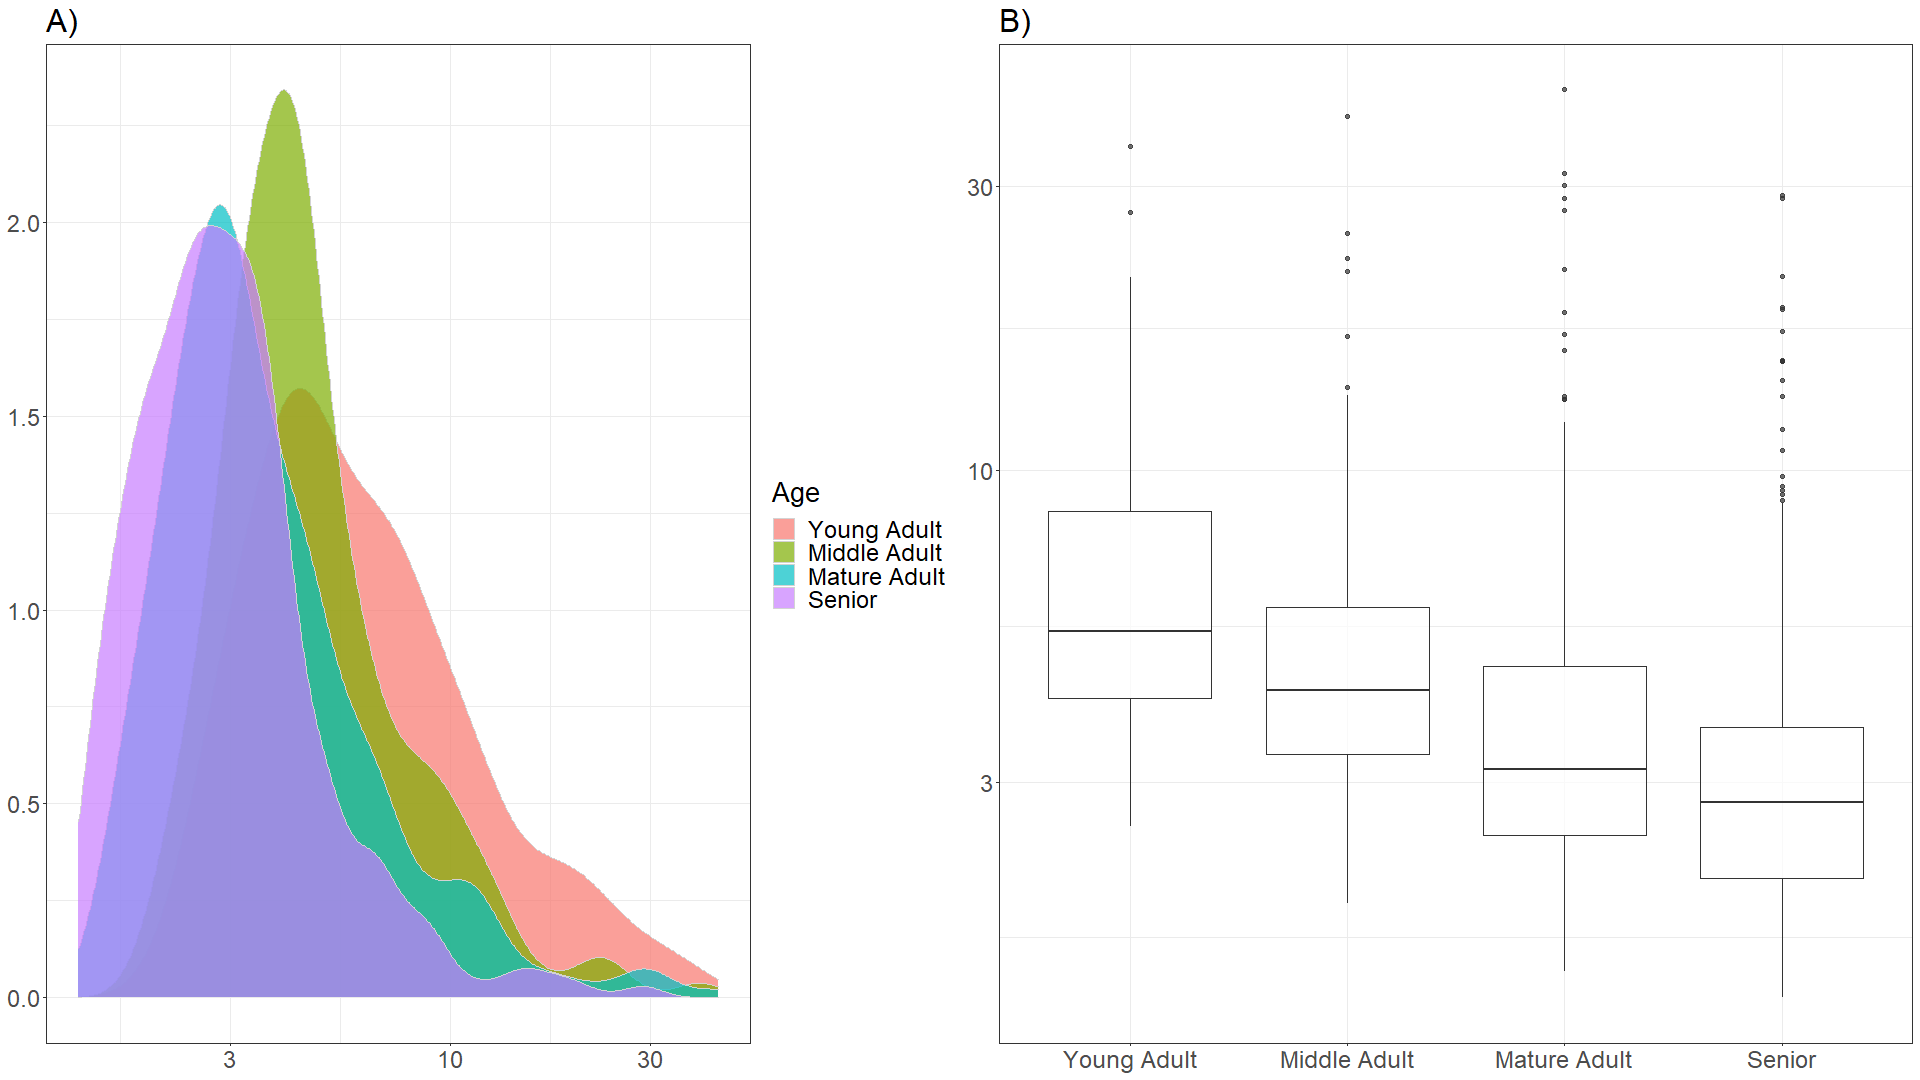 A)
2.0
1.5
1.0
0.5
0.0
3 10 30
Age
Young Adult
Middle Adult
Mature Adult
Senior
B)
30
10
3
Young Adult Middle Adult Mature Adult Senior